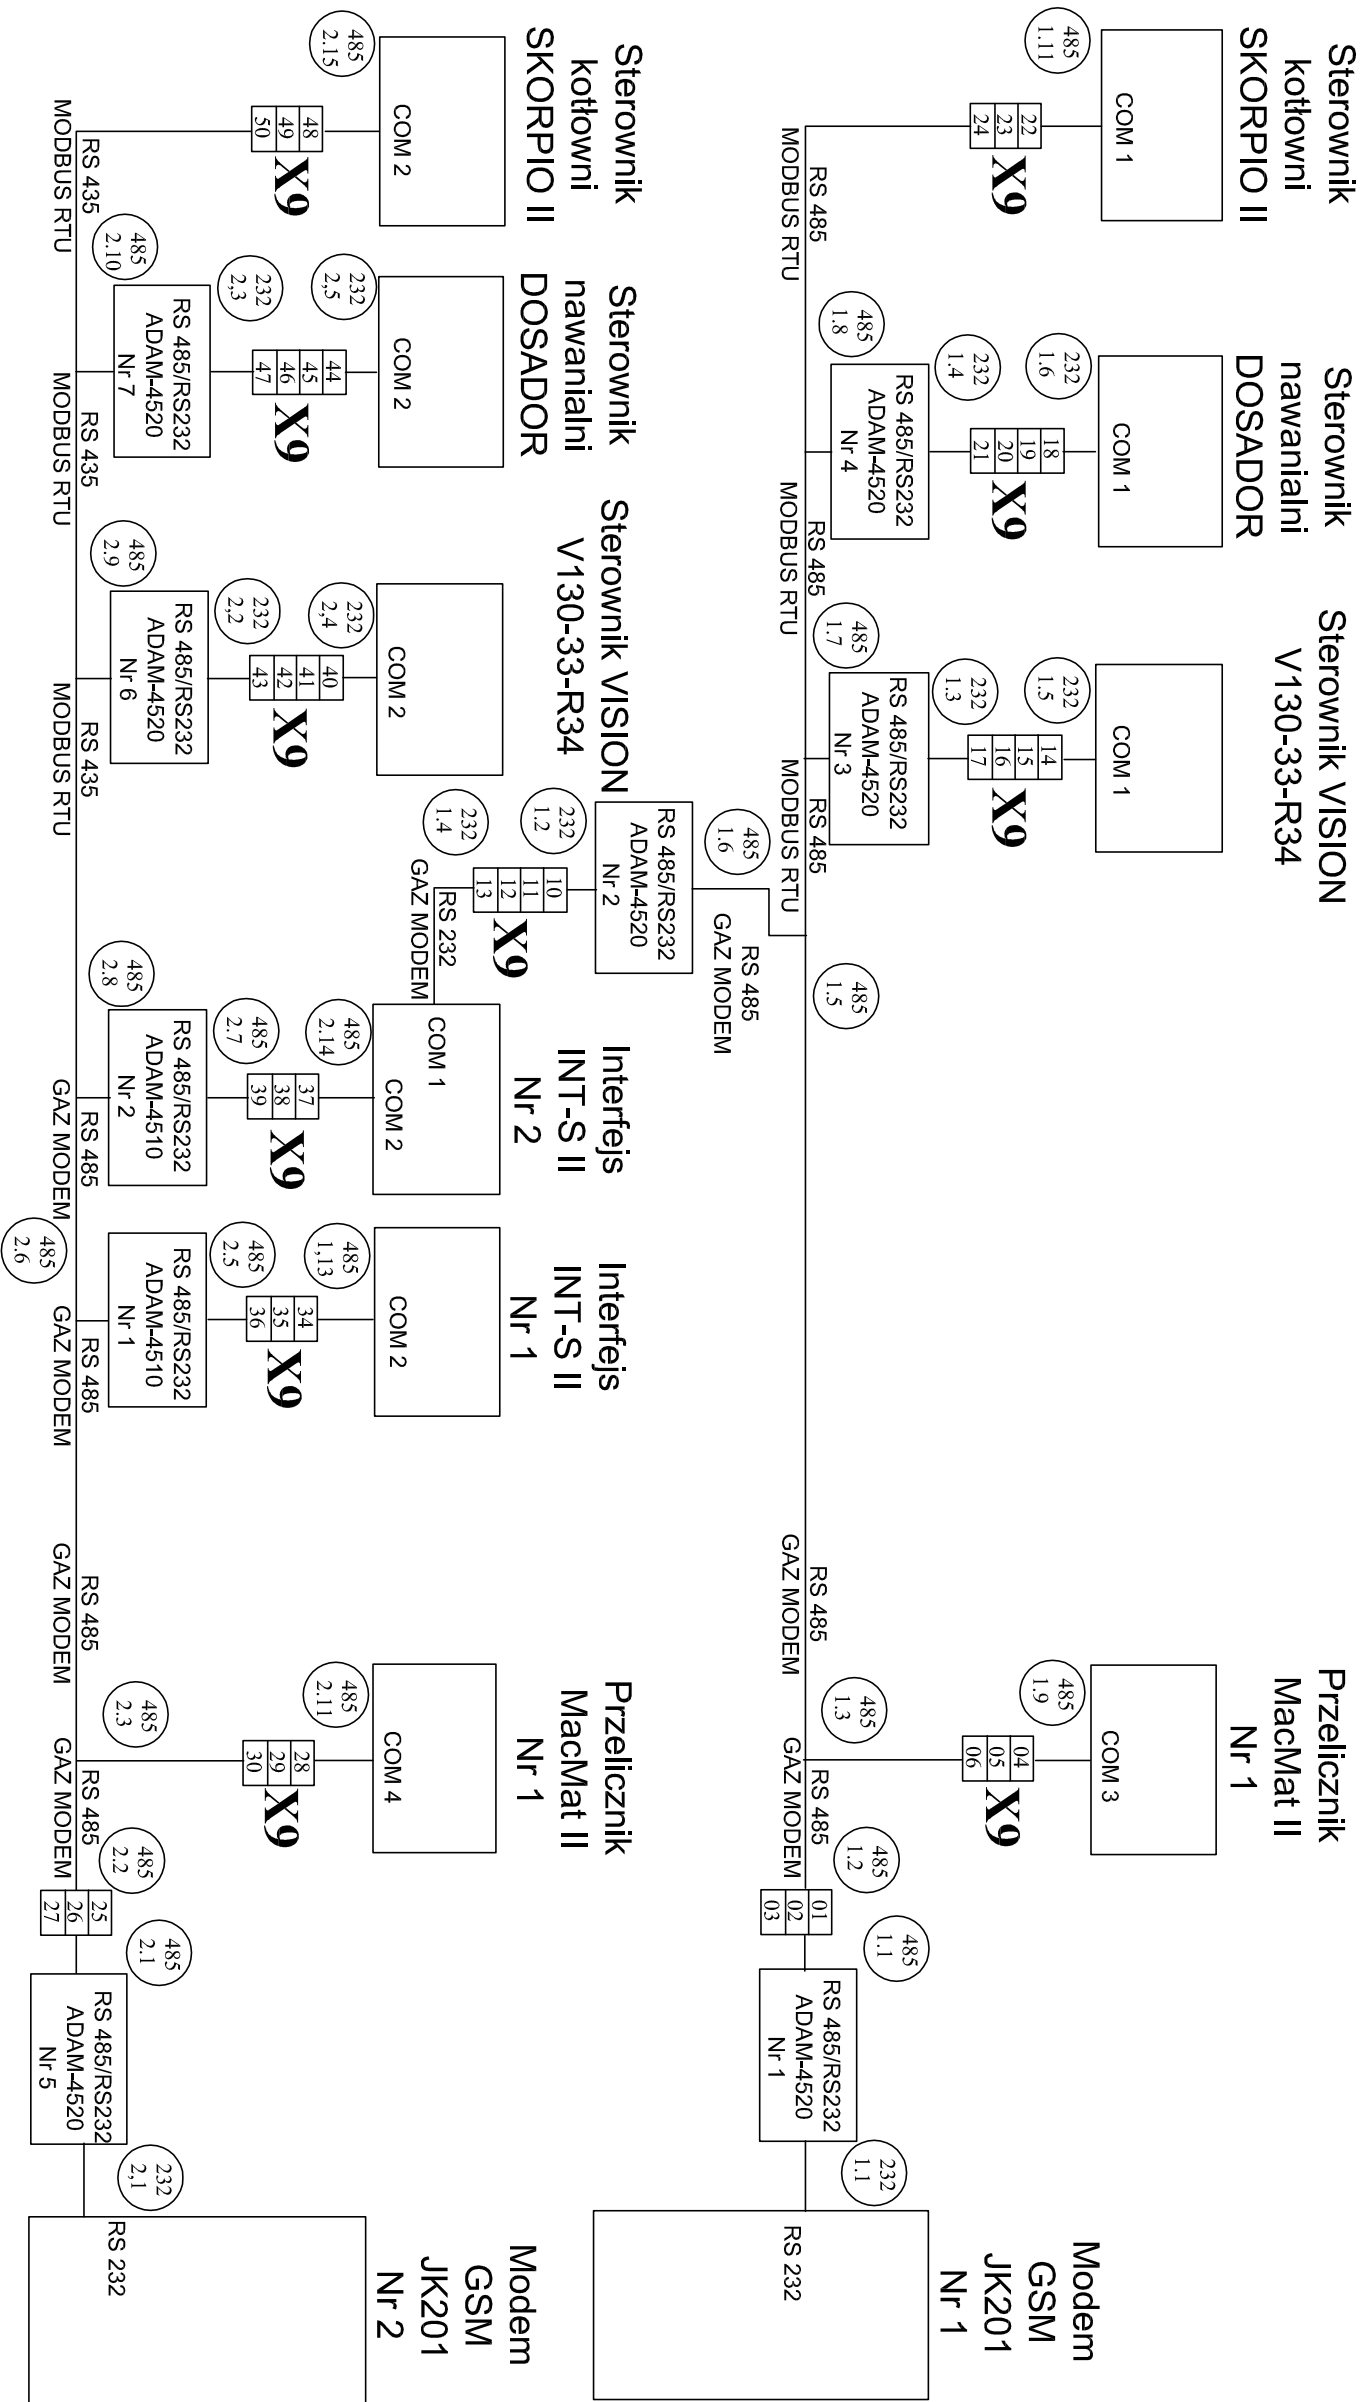 Sterownik
kotłowni
SKORPIO II
485
1.11
COM 1
22
23
24
X9
RS 485
MODBUS RTU
Sterownik
nawanialni
DOSADOR
232
1.6
COM 1
232
1.4
18
19
20
21
X9
485
1.8
RS 485/RS232
ADAM-4520
Nr 4
RS 485
MODBUS RTU
Sterownik VISION
V130-33-R34
232
1.5
COM 1
232
1.3
14
15
16
17
X9
485
1.7
RS 485/RS232
ADAM-4520
Nr 3
RS 485
MODBUS RTU
485
1.5
RS 485
GAZ MODEM
Przelicznik
MacMat II
Nr 1
485
1.9
COM 3
04
05
06
X9
485
1.3
RS 485
GAZ MODEM
485
1.2
01
02
03
485
1.1
RS 485/RS232
ADAM-4520
Nr 1
232
1.1
Modem
GSM
JK201
Nr 1
RS 232
485
1.6
RS 485
GAZ MODEM
RS 485/RS232
ADAM-4520
Nr 2
232
1.2
10
11
12
13
X9
232
1.4
RS 232
GAZ MODEM
Sterownik
kotłowni
SKORPIO II
485
2.15
COM 2
48
49
50
X9
RS 435
MODBUS RTU
Sterownik
nawanialni
DOSADOR
232
2,5
COM 2
232
2,3
44
45
46
47
X9
485
2.10
RS 485/RS232
ADAM-4520
Nr 7
RS 435
MODBUS RTU
Sterownik VISION
V130-33-R34
232
2,4
COM 2
232
2,2
40
41
42
43
X9
485
2.9
RS 485/RS232
ADAM-4520
Nr 6
RS 435
MODBUS RTU
Interfejs
INT-S II
Nr 2
COM 1
COM 2
485
2.14
37
38
39
X9
485
2.7
485
2.8
RS 485/RS232
ADAM-4510
Nr 2
RS 485
GAZ MODEM
Interfejs
INT-S II
Nr 1
485
1,13
COM 2
34
35
36
X9
485
2.5
485
2.6
RS 485/RS232
ADAM-4510
Nr 1
RS 485
GAZ MODEM
RS 485
GAZ MODEM
Przelicznik
MacMat II
Nr 1
485
2.11
COM 4
28
29
30
X9
485
2.3
RS 485
GAZ MODEM
485
2.2
25
26
27
485
2.1
RS 485/RS232
ADAM-4520
Nr 5
232
2,1
Modem
GSM
JK201
Nr 2
RS 232